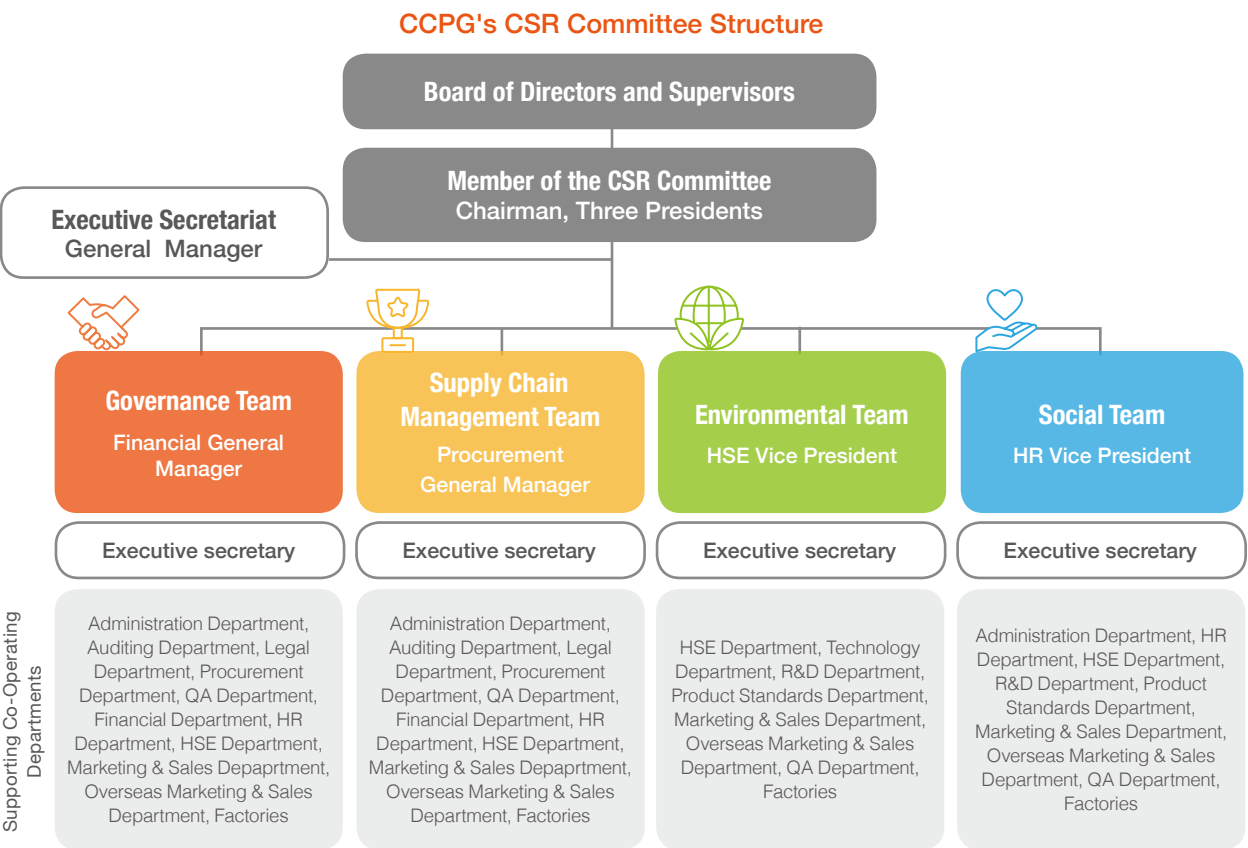 CCPG's CSR Committee Structure
Board of Directors and Supervisors
Member of the CSR Committee
Chairman, Three Presidents
Executive Secretariat
General Manager
Governance Team
Financial General
Manager
Supply Chain
Management Team
Procurement
General Manager
Environmental Team
HSE Vice President
Social Team
HR Vice President
Executive secretary
Executive secretary
Executive secretary
Executive secretary
Supporting Co-Operating
Departments
Administration Department,
Auditing Department, Legal
Department, Procurement
Department, QA Department,
Financial Department, HR
Department, HSE Department,
Marketing & Sales Depaprtment,
Overseas Marketing & Sales
Department, Factories
Administration Department,
Auditing Department, Legal
Department, Procurement
Department, QA Department,
Financial Department, HR
Department, HSE Department,
Marketing & Sales Depaprtment,
Overseas Marketing & Sales
Department, Factories
HSE Department, Technology
Department, R&D Department,
Product Standards Department,
Marketing & Sales Department,
Overseas Marketing & Sales
Department, QA Department,
Factories
Administration Department, HR
Department, HSE Department,
R&D Department, Product
Standards Department,
Marketing & Sales Department,
Overseas Marketing & Sales
Department, QA Department,
Factories